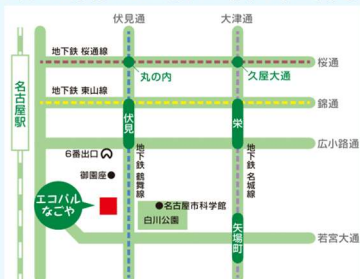 伏見通
大津通
地下鉄 桜通線
桜通
丸の内
久屋大通
名古屋駅
地下鉄 東山線
錦通
伏見
栄
広小路通
6番出口
地下鉄 鶴舞線
地下鉄 名城線
御園座
エコパル
なごや
名古屋市科学館
白川公園
矢場町
若宮大通